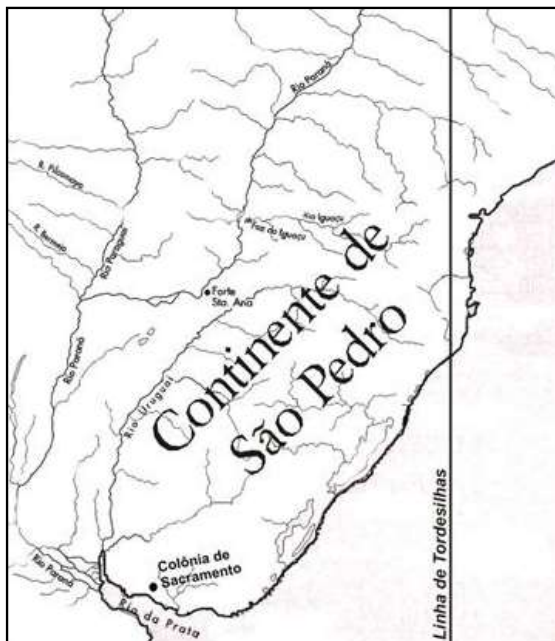 Rio Paraná
R. Pilcomayo
R. Bermejo
Rio Paraguai
Foz do Iguaçu
Rio Iguaçu
Forte
Sta. Ana
Rio Paraná
Rio Uruguai
Continente de
São Pedro
Colônia de
Sacramento
Rio Paraná
Rio da Prata
Linha de Tordesilhas